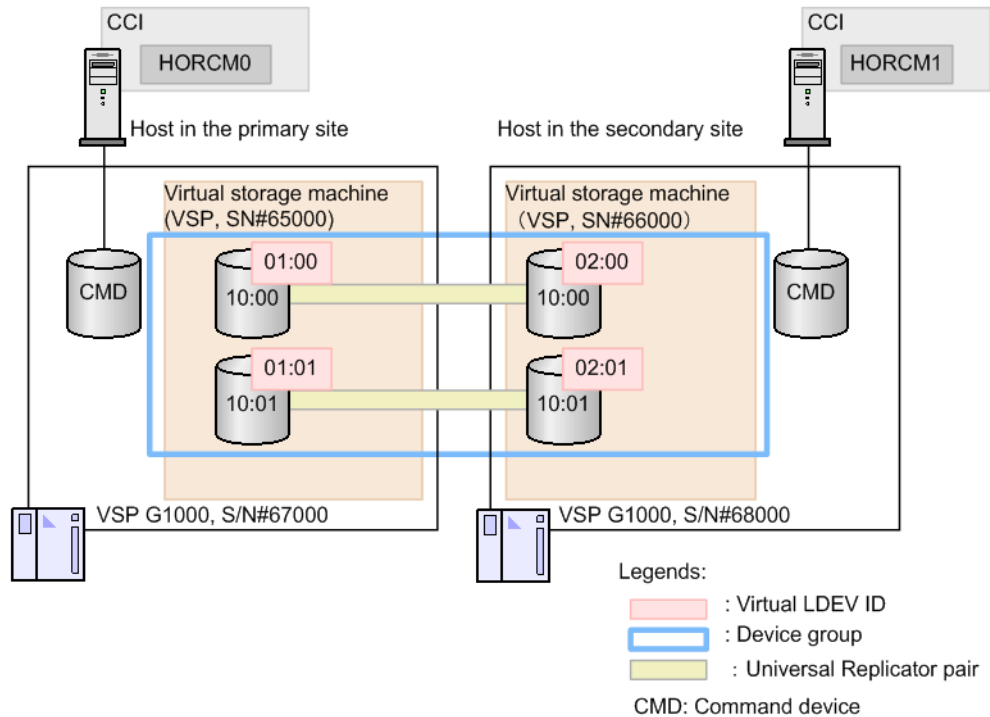 CCI
HORCM0
CCI
HORCM1
Host in the primary site
Host in the secondary site
Virtual storage machine
(VSP, SN#65000)
Virtual storage machine
（VSP, SN#66000）
CMD
01:00
10:00
02:00
10:00
CMD
01:01
10:01
02:01
10:01
VSP G1000, S/N#67000
VSP G1000, S/N#68000
Legends:
: Virtual LDEV ID
: Device group
: Universal Replicator pair
CMD: Command device